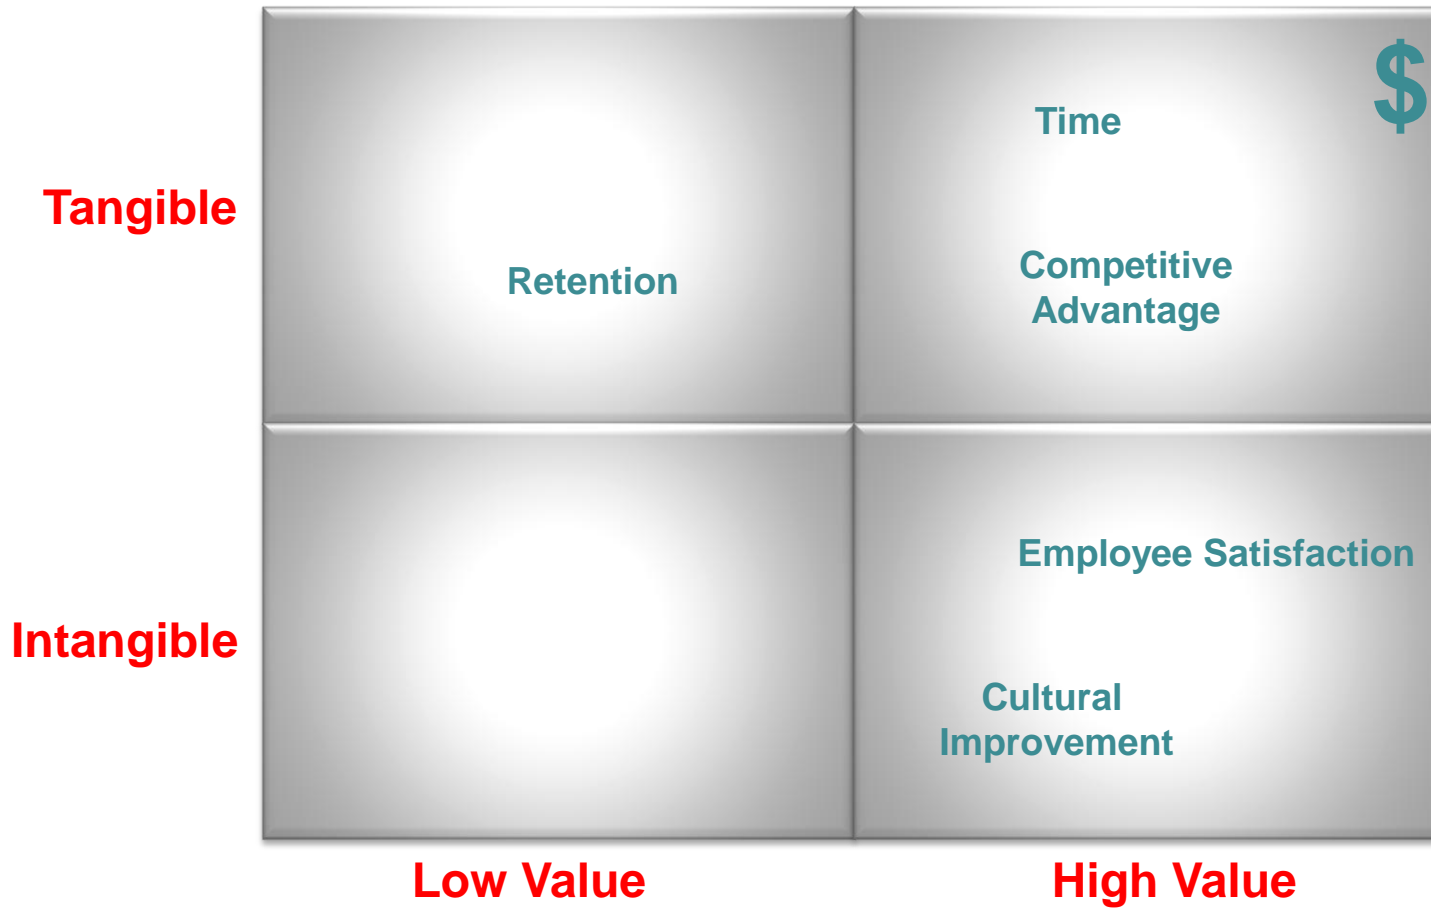 $
Time
Tangible
Retention
Competitive
Advantage
Employee Satisfaction
Intangible
Cultural
Improvement
Low Value
High Value